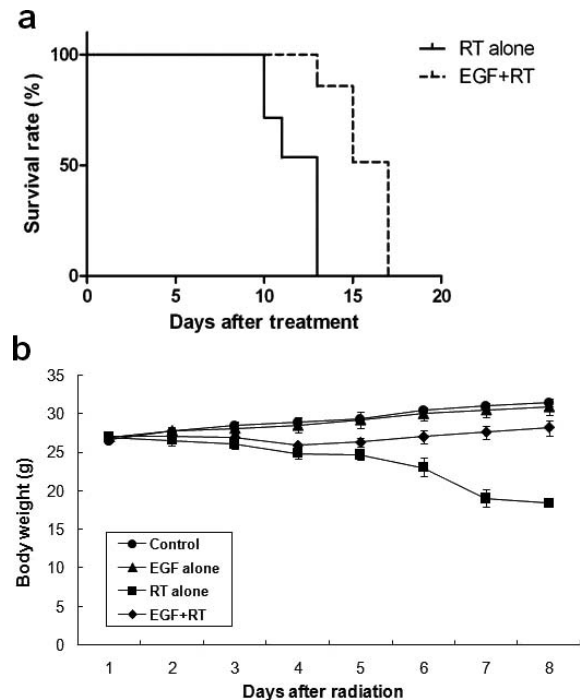 a
Survival rate (%)
100
50
0
0 5 10 15 20
Days after treatment
RT alone
EGF+RT
b
Body weight (g)
35
30
25
20
15
10
5
0
Control
EGF alone
RT alone
EGF+RT
1 2 3 4 5 6 7 8
Days after radiation